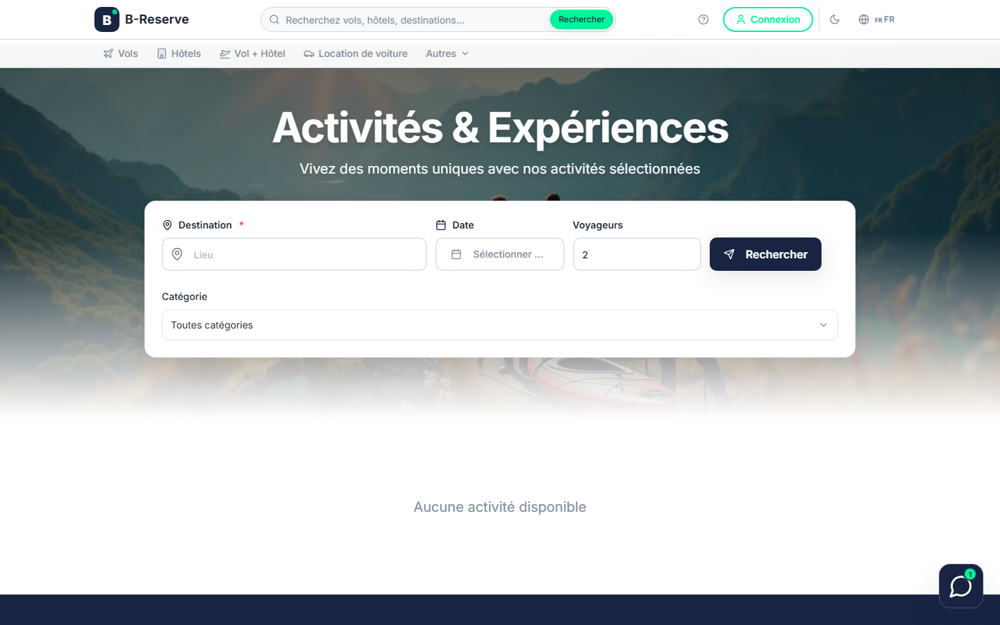 B B-Reserve
Recherchez vols, hôtels, destinations...
Rechercher
Connexion
FR FR
Vols
Hôtels
Vol + Hôtel
Location de voiture
Autres
Activités & Expériences
Vivez des moments uniques avec nos activités sélectionnées
Destination *
Date
Voyageurs
Lieu
Sélectionner ...
2
Rechercher
Catégorie
Toutes catégories
Aucune activité disponible
1